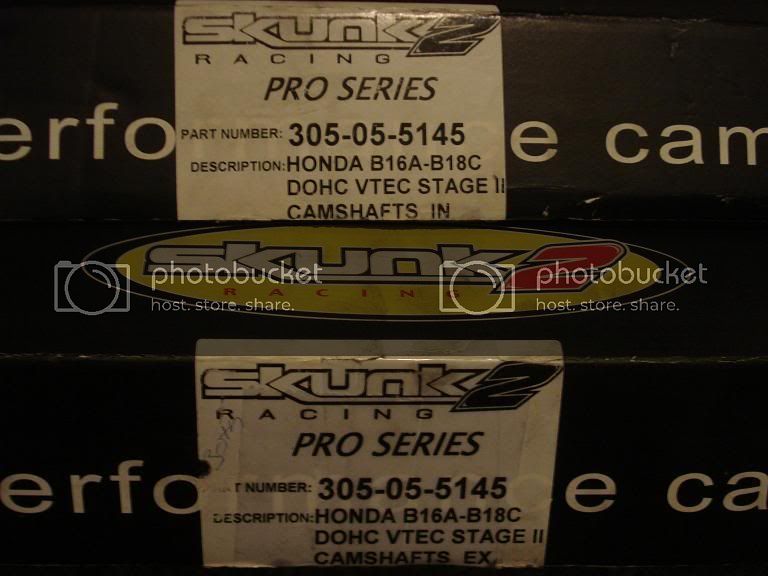 skunk2
RACING
PRO SERIES
PART NUMBER: 305-05-5145
DESCRIPTION: HONDA B16A-B18C
DOHC VTEC STAGE II
CAMSHAFTS IN
erfo ce cam
skunk2
RACING
photobucket photobucket
host. store. share. host. store. share.
skunk2
RACING
PRO SERIES
T NUMBER: 305-05-5145
DESCRIPTION: HONDA B16A-B18C
DOHC VTEC STAGE II
CAMSHAFTS EX
erfo ce ca